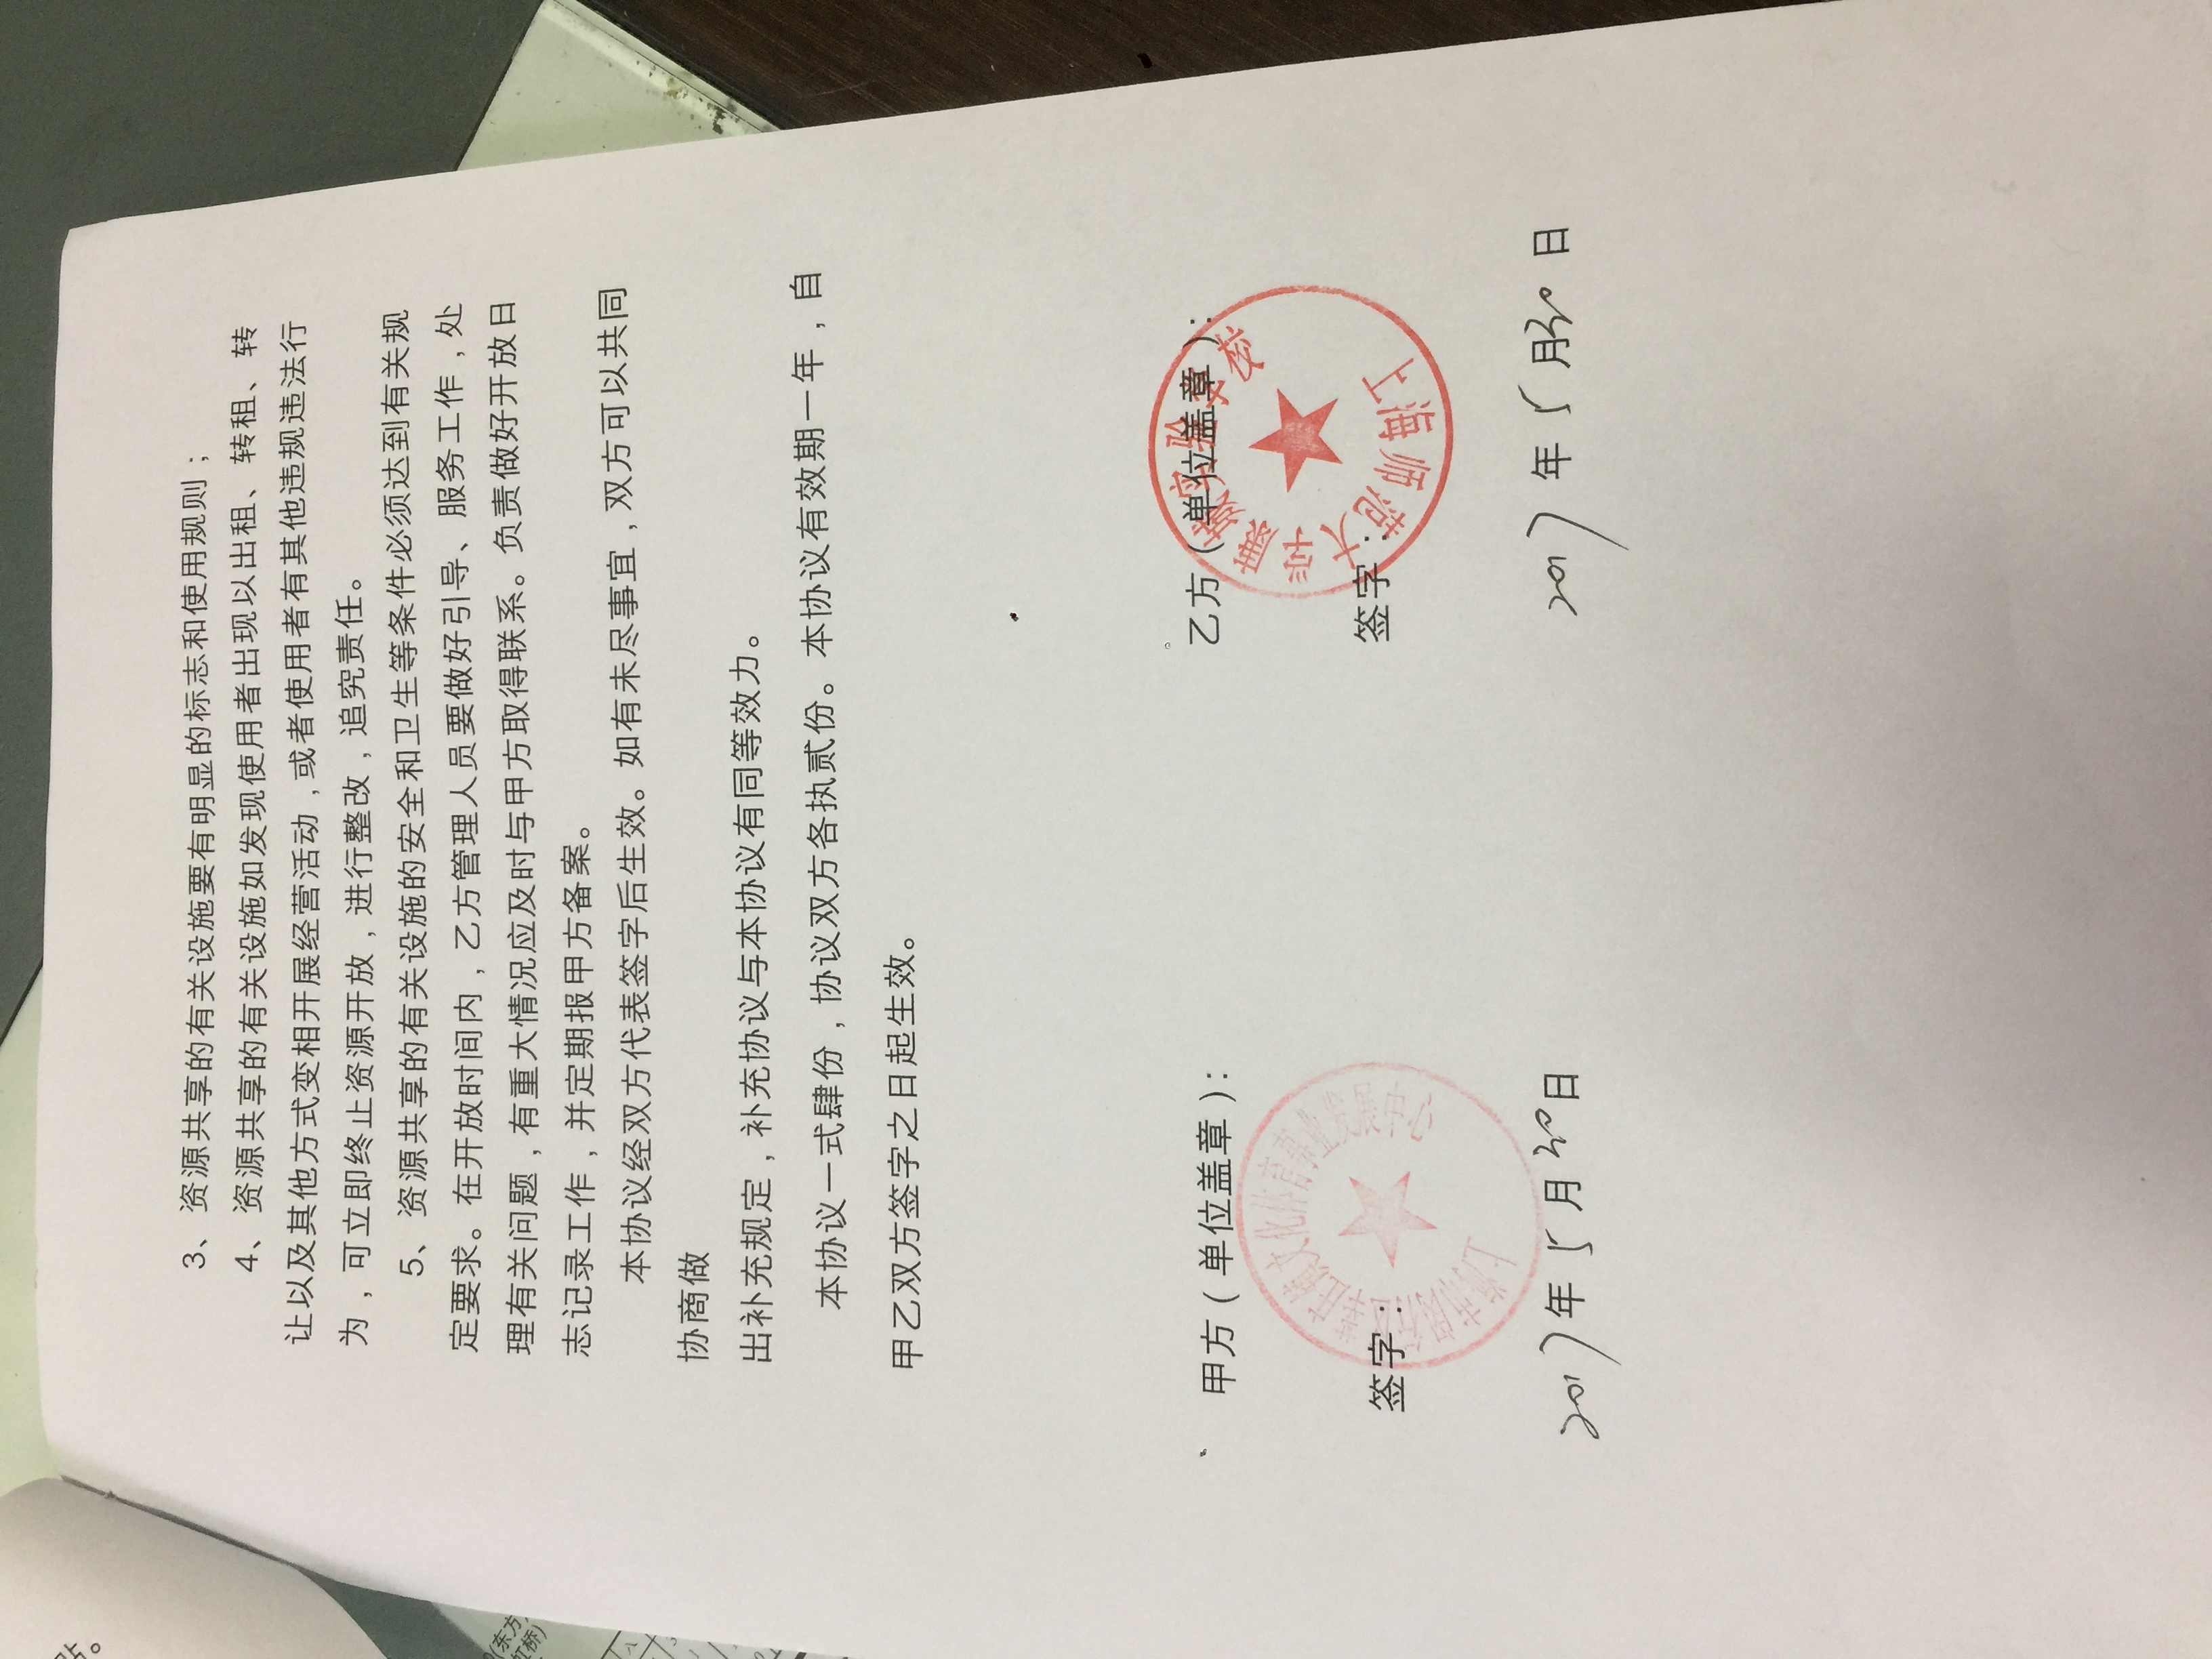 3、资源共享的有关设施要有明显的标志和使用规则；
4、资源共享的有关设施如发现使用者出现以出租、转租、转
让以及其他方式变相开展经营活动，或者使用者有其他违规违法行
为，可立即终止资源开放，进行整改，追究责任。
5、资源共享的有关设施的安全和卫生等条件必须达到有关规
定要求。在开放时间内，乙方管理人员要做好引导、服务工作，处
理有关问题，有重大情况应及时与甲方取得联系。负责做好开放日
志记录工作，并定期报甲方备案。
本协议经双方代表签字后生效。如有未尽事宜，双方可以共同
协商做
出补充规定，补充协议与本协议有同等效力。
本协议一式肆份，协议双方各执贰份。本协议有效期一年，自
甲乙双方签字之日起生效。
甲方（单位盖章）：
上海市闵行区莘庄镇文化体育事业发展中心
签字：
2017年5月30日
乙方（单位盖章）：
上海师范大学康城实验学校
签字：
2017年5月30日
(东方
虹桥)